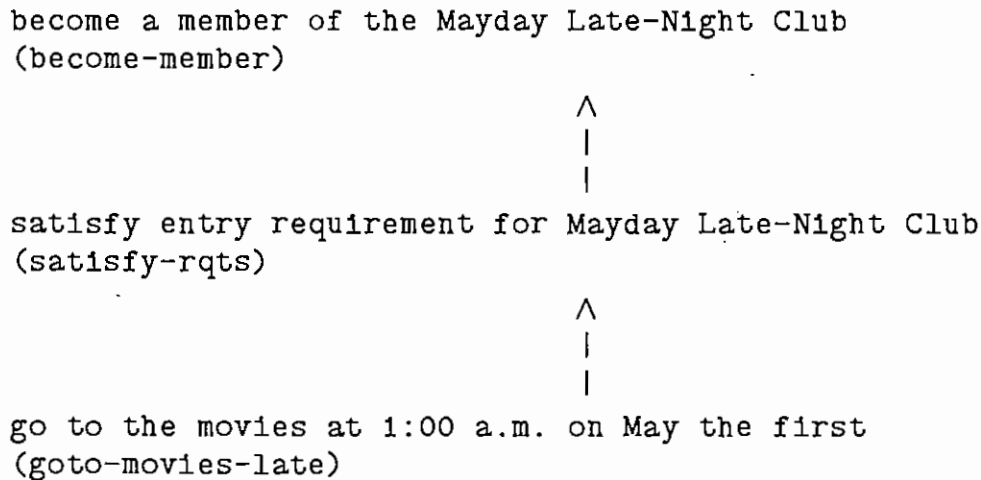 become a member of the Mayday Late-Night Club
(become-member)
satisfy entry requirement for Mayday Late-Night Club
(satisfy-rqts)
go to the movies at 1:00 a.m. on May the first
(goto-movies-late)